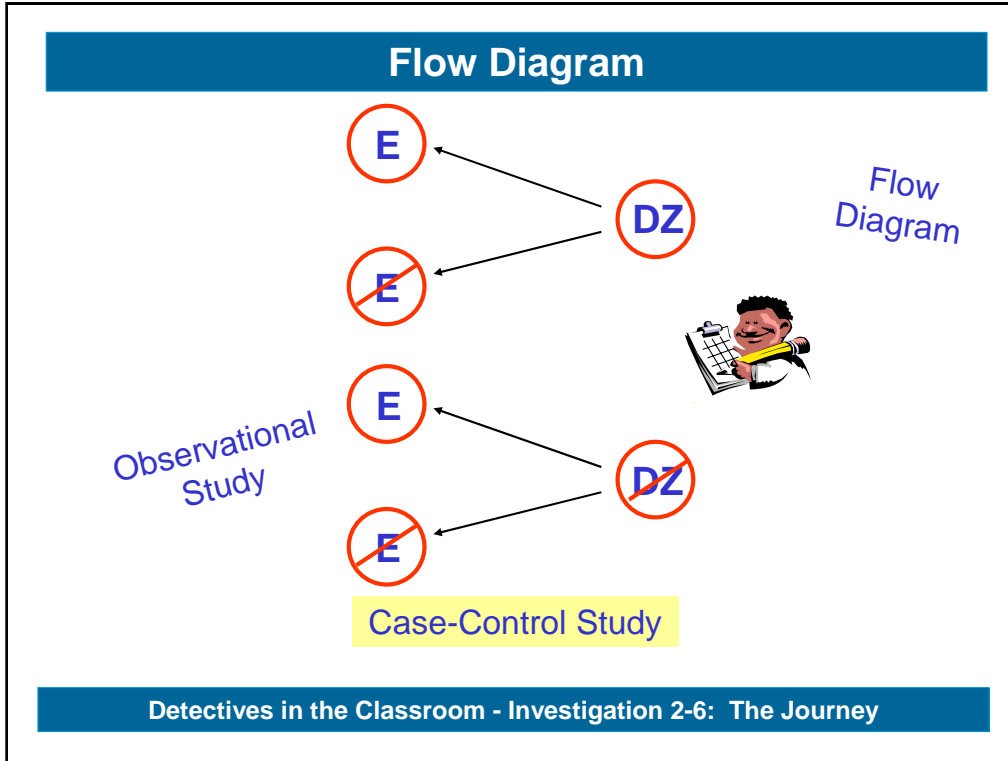 Flow Diagram
E
DZ
Flow
Diagram
E
E
Observational
Study
DZ
E
Case-Control Study
Detectives in the Classroom - Investigation 2-6: The Journey